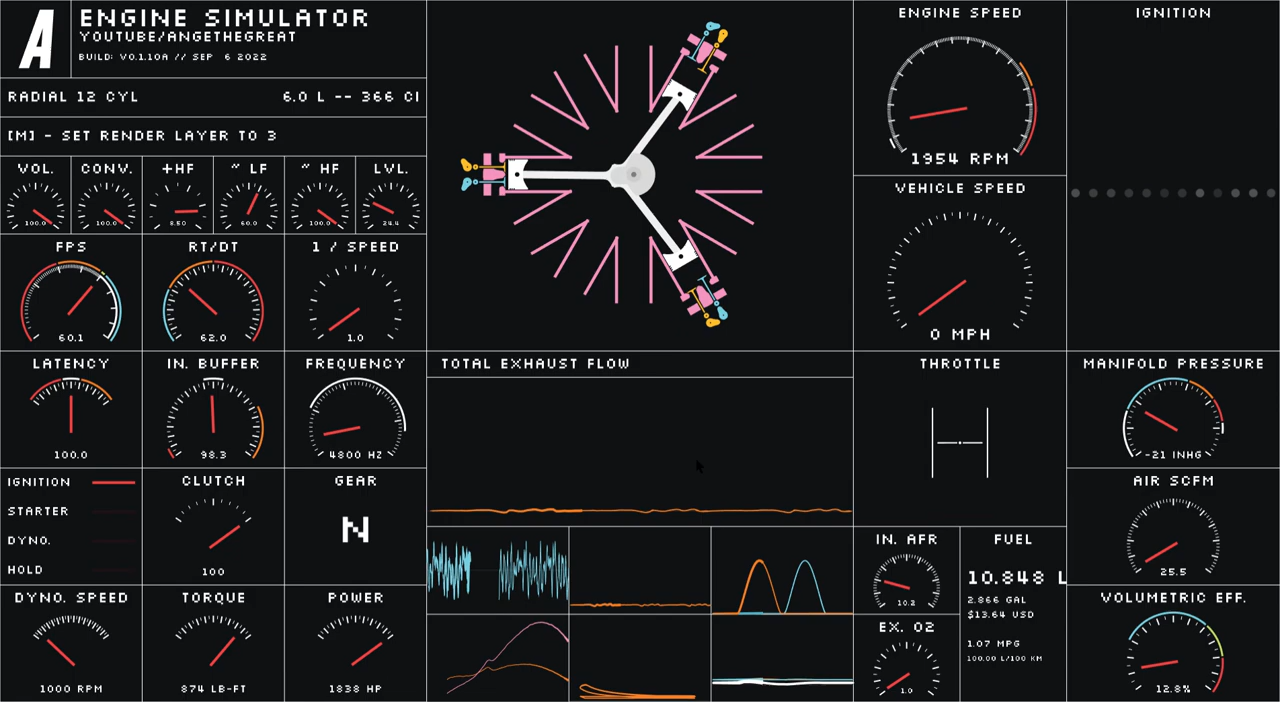 A
ENGINE SIMULATOR
YOUTUBE/ANGETHEGREAT
BUILD: V0.1.10A // SEP 6 2022
RADIAL 12 CYL
6.0 L -- 366 CI
[M] - SET RENDER LAYER TO 3
VOL. CONV. +HF ~ LF ~ HF LVL.
100.0 100.0 8.50 60.0 100.0 24.4
FPS RT/DT 1 / SPEED
60.1 62.0 1.0
LATENCY IN. BUFFER FREQUENCY
100.0 98.3 4800 HZ
IGNITION
STARTER
DYNO.
HOLD
CLUTCH
100
GEAR
N
DYNO. SPEED TORQUE POWER
1000 RPM 874 LB-FT 1838 HP
TOTAL EXHAUST FLOW
ENGINE SPEED
1954 RPM
VEHICLE SPEED
0 MPH
THROTTLE
IN. AFR
10.2
EX. O2
1.0
FUEL
10.848 L
2.866 GAL
$13.64 USD
1.07 MPG
100.00 L/100 KM
IGNITION
MANIFOLD PRESSURE
-21 INHG
AIR SCFM
25.5
VOLUMETRIC EFF.
12.8%